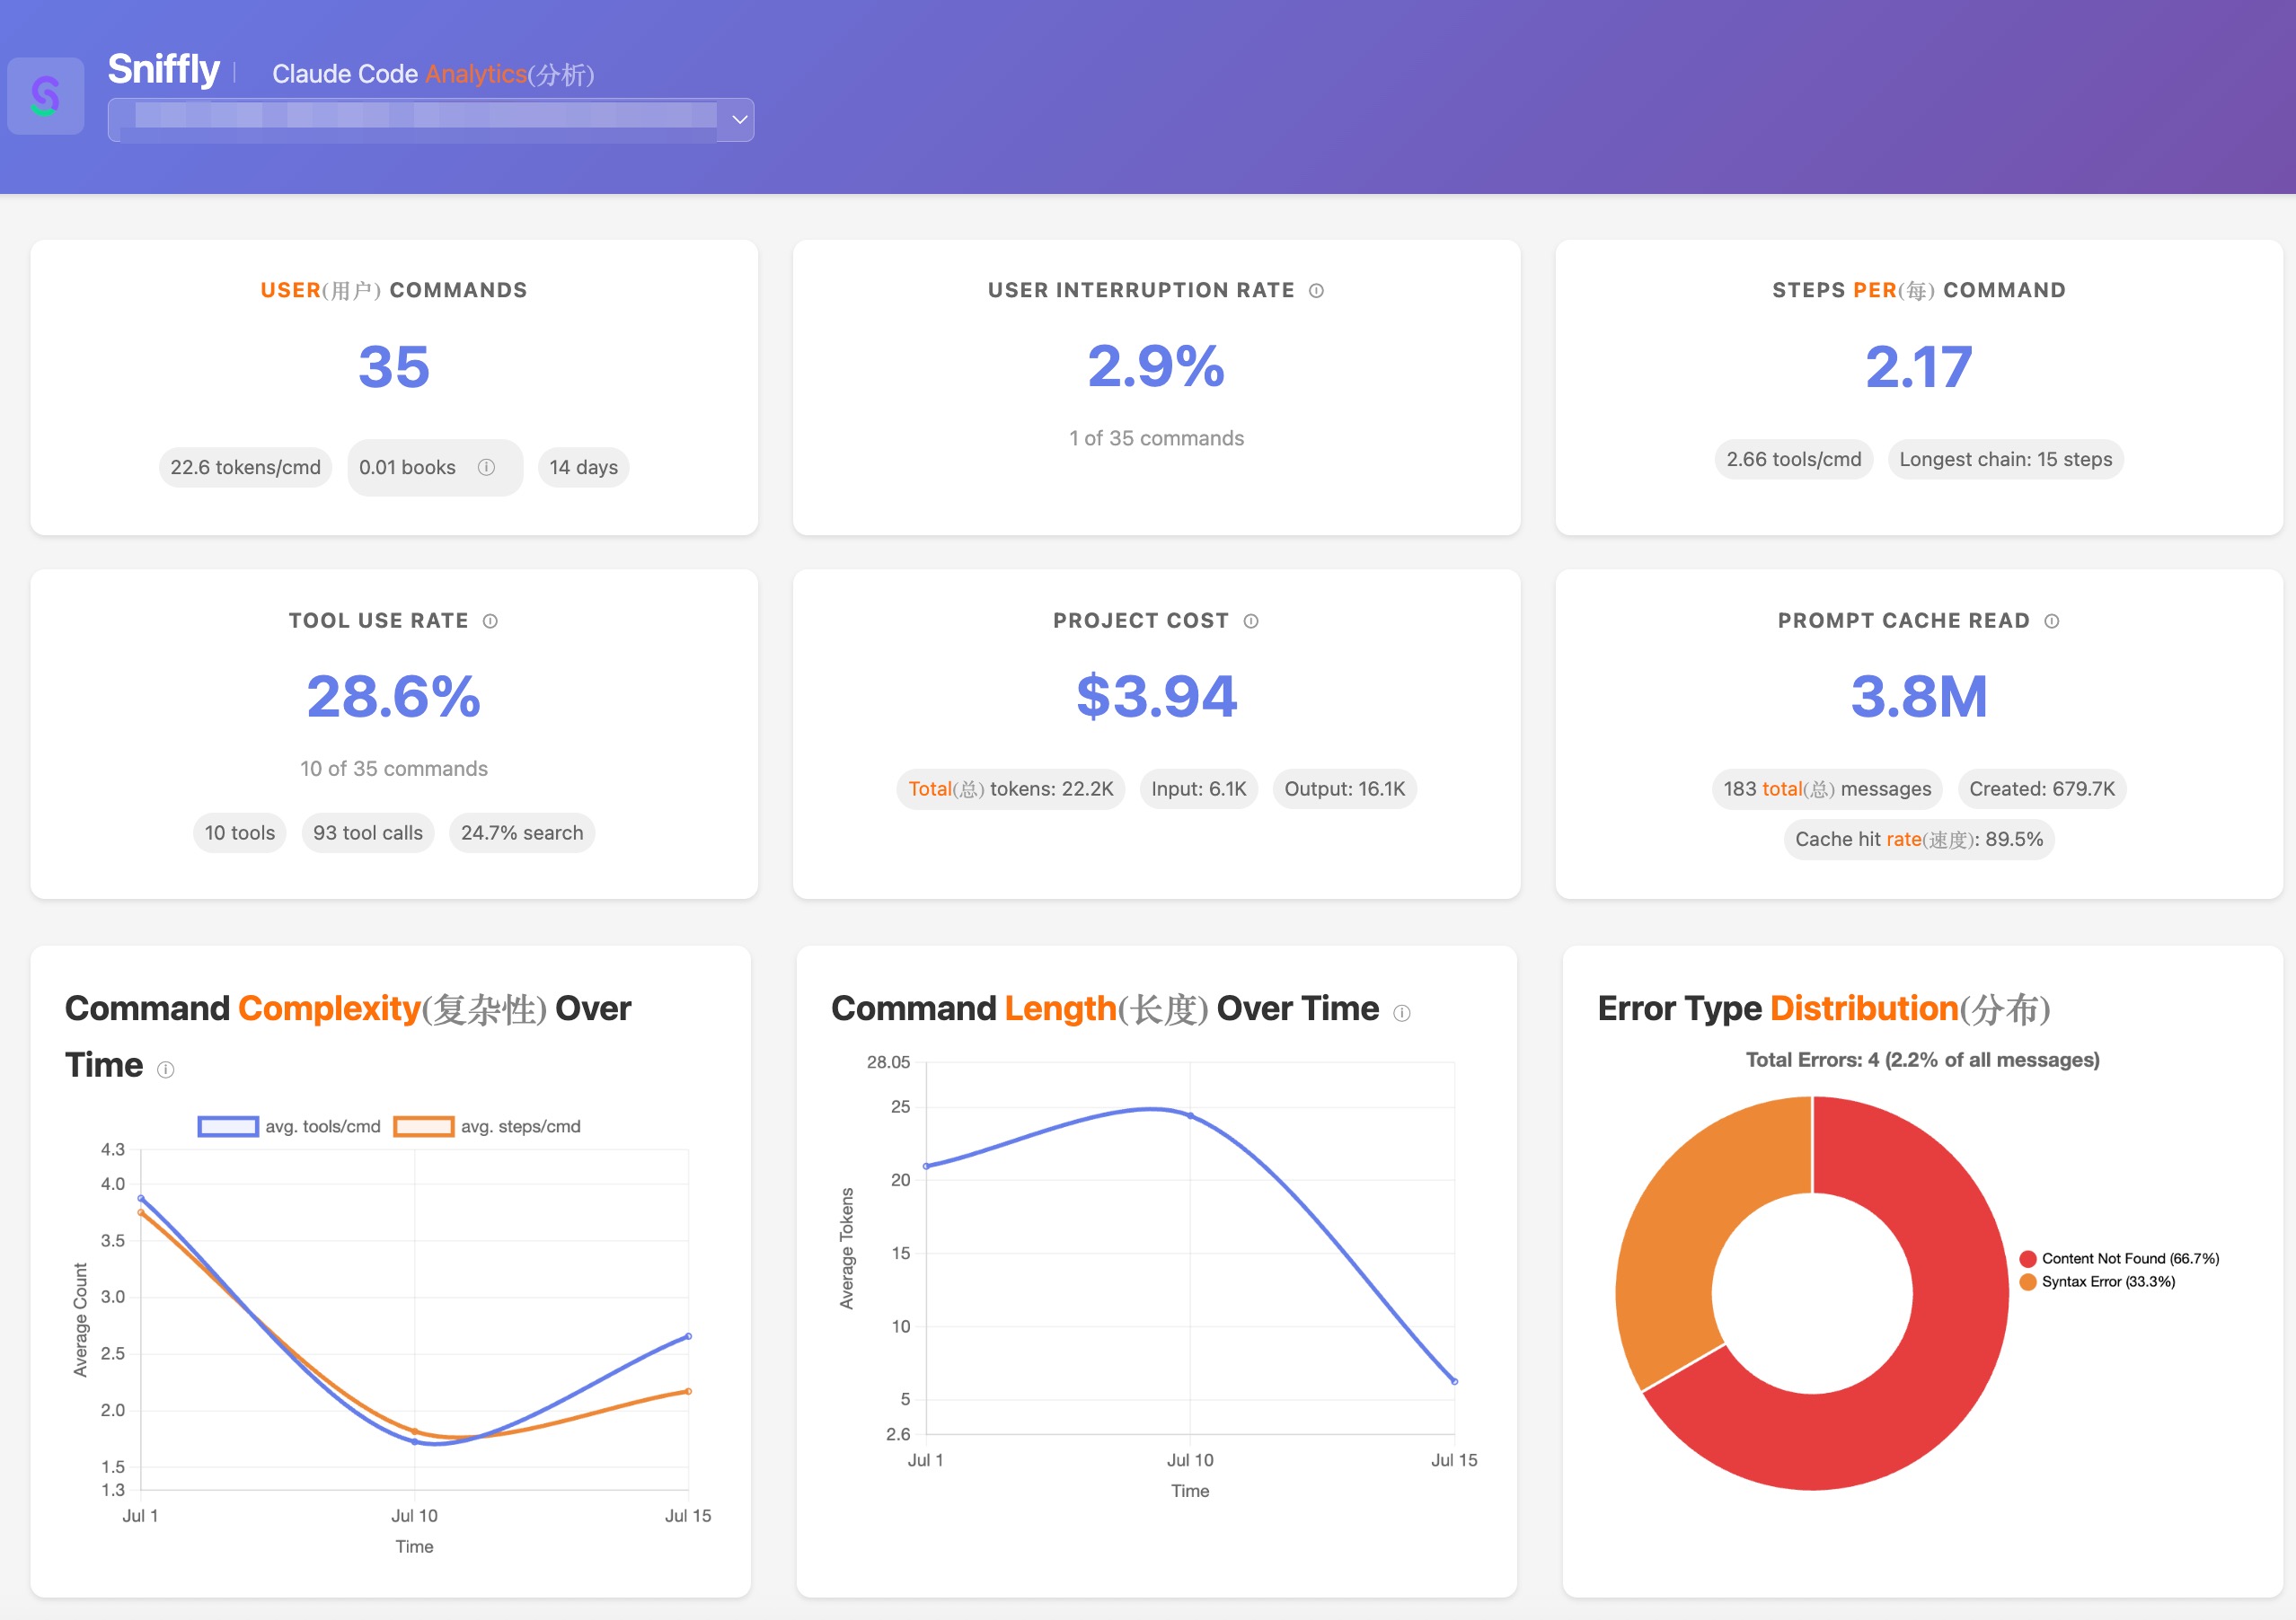 Sniffly | Claude Code Analytics(分析)
USER(用户) COMMANDS
35
22.6 tokens/cmd
0.01 books
14 days
USER INTERRUPTION RATE
2.9%
1 of 35 commands
STEPS PER(每) COMMAND
2.17
2.66 tools/cmd
Longest chain: 15 steps
TOOL USE RATE
28.6%
10 of 35 commands
10 tools
93 tool calls
24.7% search
PROJECT COST
$3.94
Total(总) tokens: 22.2K
Input: 6.1K
Output: 16.1K
PROMPT CACHE READ
3.8M
183 total(总) messages
Created: 679.7K
Cache hit rate(速度): 89.5%
Command Complexity(复杂性) Over
Time
avg. tools/cmd
avg. steps/cmd
4.3
4.0
3.5
3.0
2.5
2.0
1.5
1.3
Average Count
Jul 1
Jul 10
Jul 15
Time
Command Length(长度) Over Time
28.05
25
20
15
10
5
2.6
Average Tokens
Jul 1
Jul 10
Jul 15
Time
Error Type Distribution(分布)
Total Errors: 4 (2.2% of all messages)
Content Not Found (66.7%)
Syntax Error (33.3%)